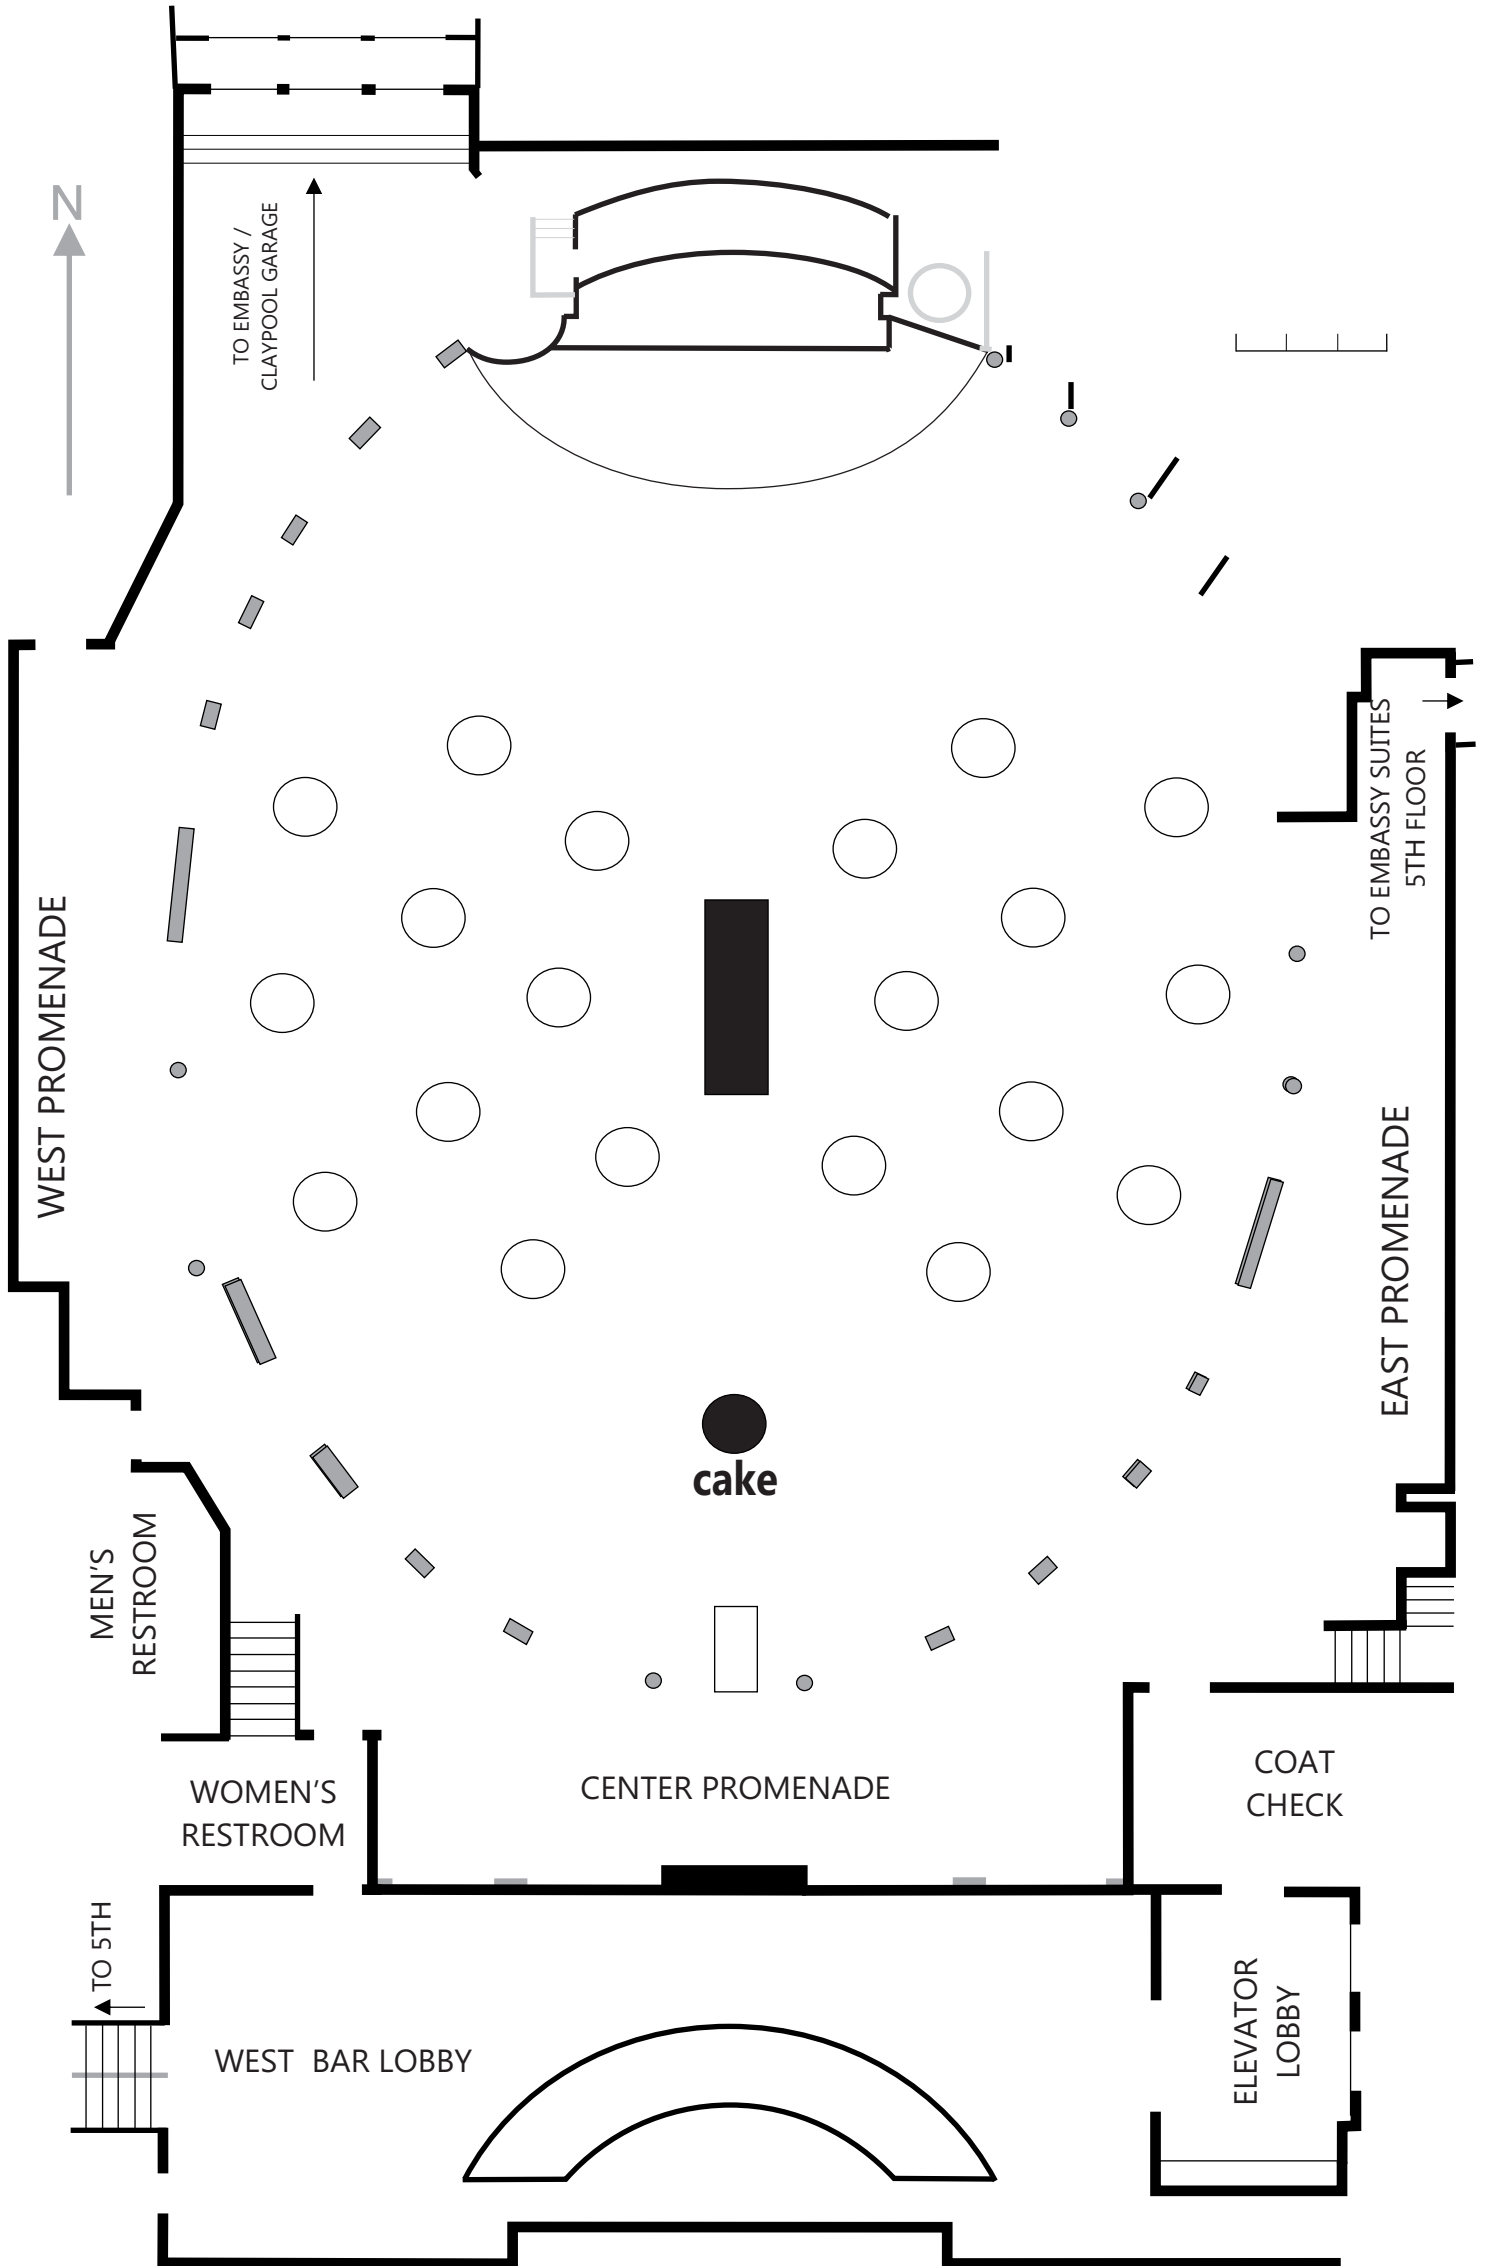 N
TO EMBASSY /
CLAYPOOL GARAGE
TO EMBASSY SUITES
5TH FLOOR
WEST PROMENADE
EAST PROMENADE
cake
MEN'S
RESTROOM
WOMEN'S
RESTROOM
CENTER PROMENADE
COAT
CHECK
TO 5TH
WEST BAR LOBBY
ELEVATOR
LOBBY